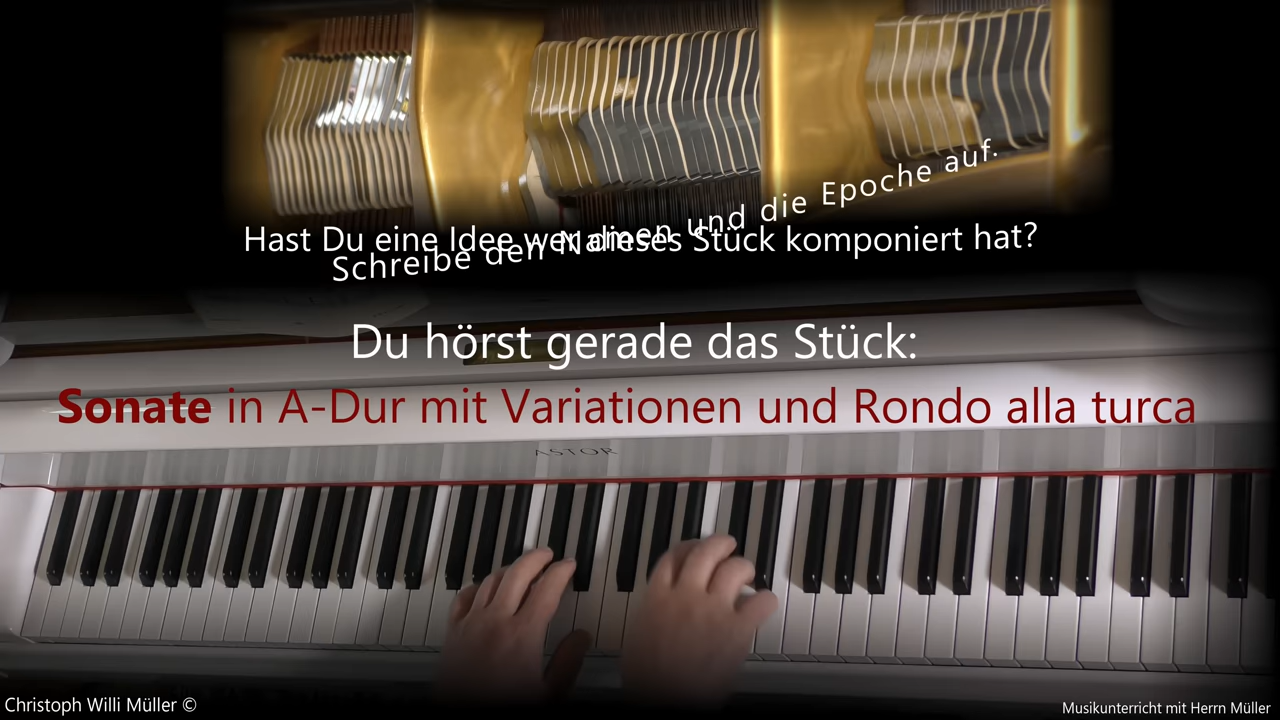 Schreibe den Namen und die Epoche auf.
Hast Du eine Idee wer dieses Stück komponiert hat?
Du hörst gerade das Stück:
Sonate in A-Dur mit Variationen und Rondo alla turca
ASTOR
Christoph Willi Müller ©
Musikunterricht mit Herrn Müller